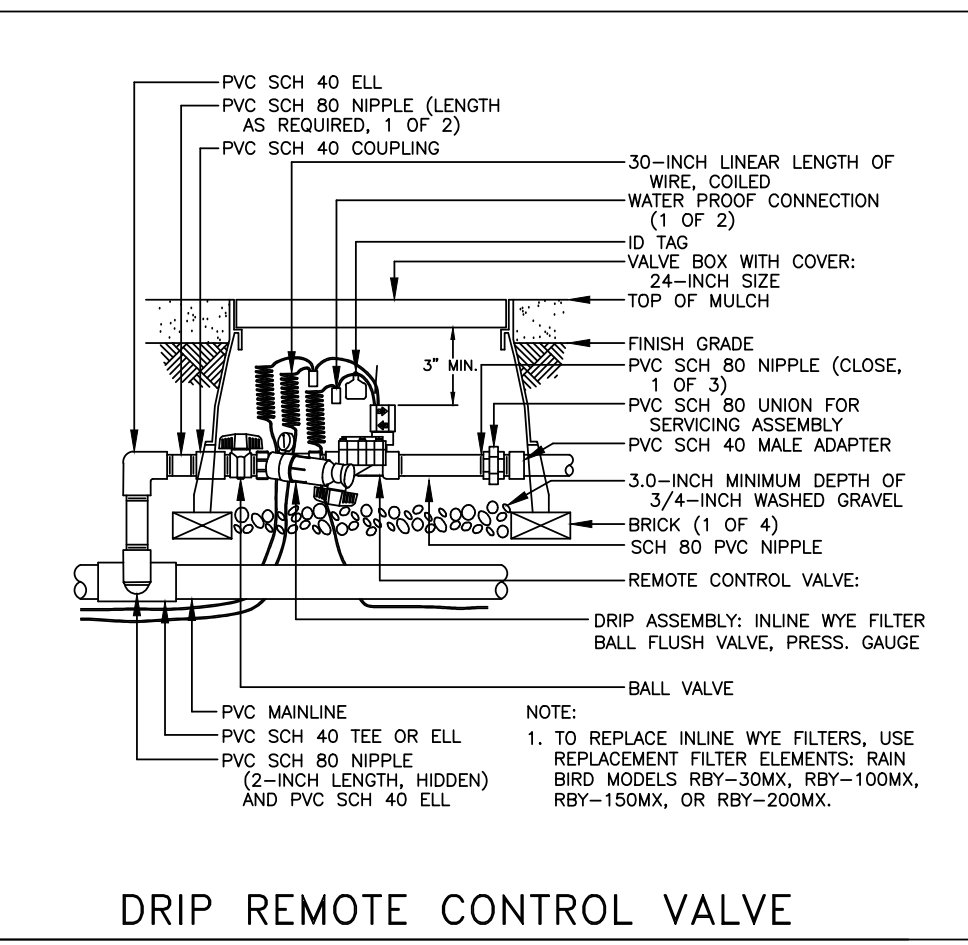 PVC SCH 40 ELL
PVC SCH 80 NIPPLE (LENGTH
AS REQUIRED, 1 OF 2)
PVC SCH 40 COUPLING
30-INCH LINEAR LENGTH OF
WIRE, COILED
WATER PROOF CONNECTION
(1 OF 2)
ID TAG
VALVE BOX WITH COVER:
24-INCH SIZE
TOP OF MULCH
FINISH GRADE
3" MIN.
PVC SCH 80 NIPPLE (CLOSE,
1 OF 3)
PVC SCH 80 UNION FOR
SERVICING ASSEMBLY
PVC SCH 40 MALE ADAPTER
3.0-INCH MINIMUM DEPTH OF
3/4-INCH WASHED GRAVEL
BRICK (1 OF 4)
SCH 80 PVC NIPPLE
REMOTE CONTROL VALVE:
DRIP ASSEMBLY: INLINE WYE FILTER
BALL FLUSH VALVE, PRESS. GAUGE
BALL VALVE
PVC MAINLINE
PVC SCH 40 TEE OR ELL
PVC SCH 80 NIPPLE
(2-INCH LENGTH, HIDDEN)
AND PVC SCH 40 ELL
NOTE:
1. TO REPLACE INLINE WYE FILTERS, USE
REPLACEMENT FILTER ELEMENTS: RAIN
BIRD MODELS RBY-30MX, RBY-100MX,
RBY-150MX, OR RBY-200MX.
DRIP REMOTE CONTROL VALVE